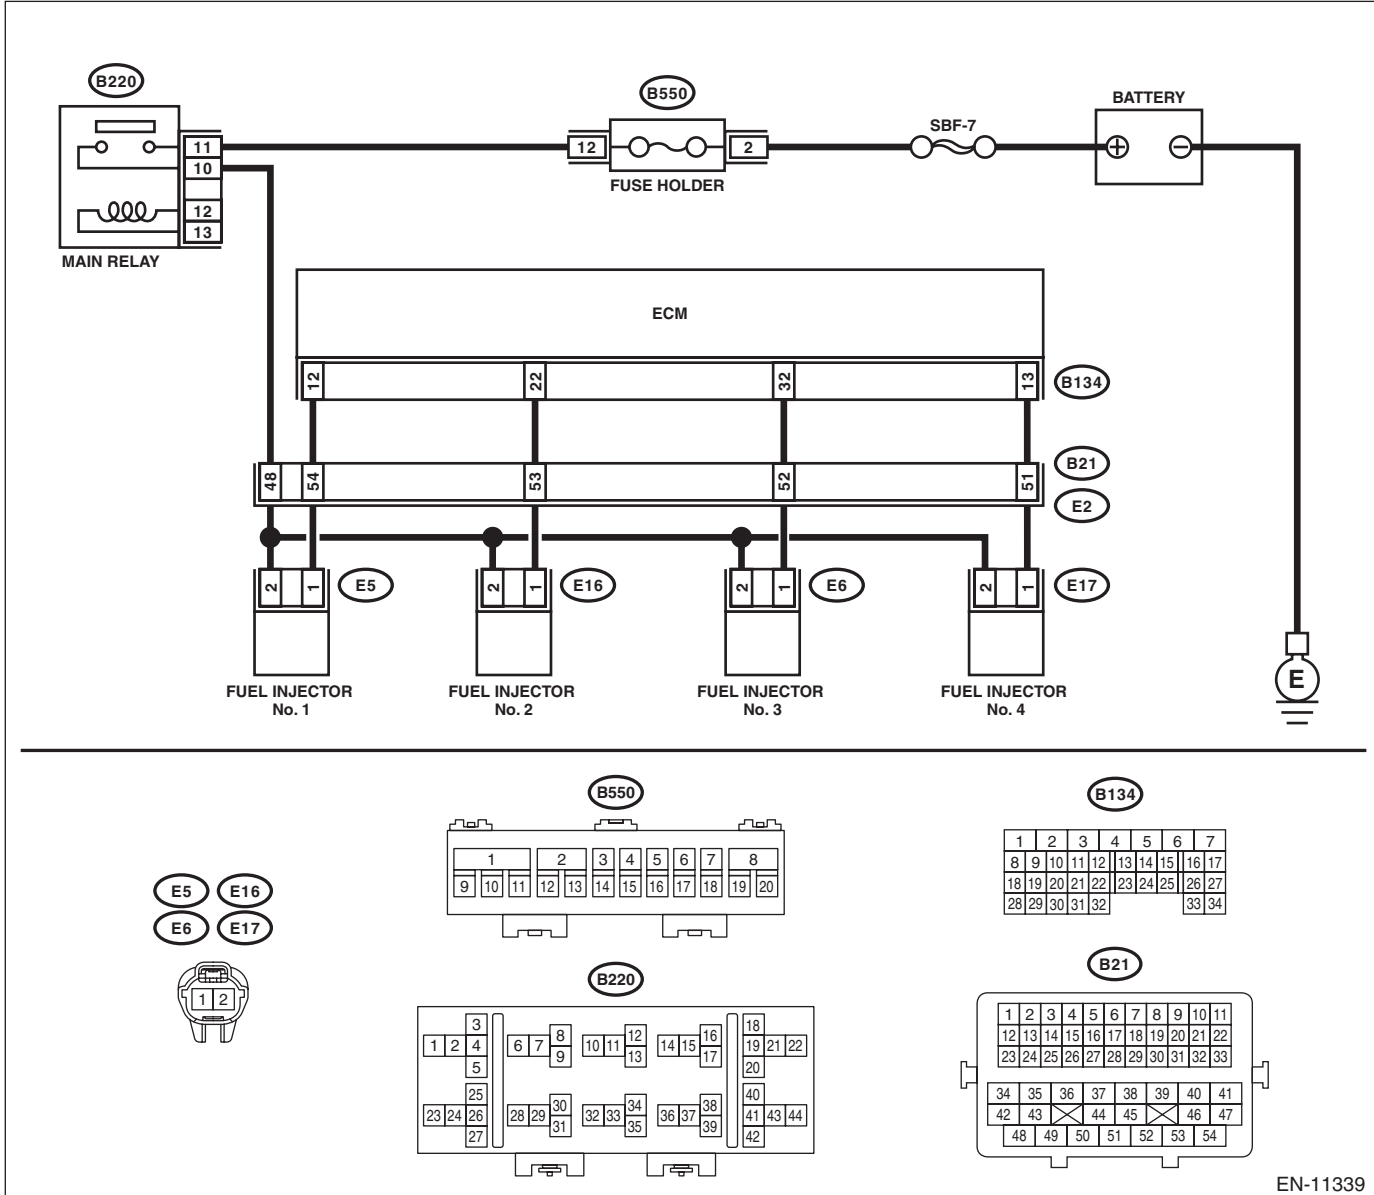 B220
B550
BATTERY
SBF-7
11
10
12
13
12
2
FUSE HOLDER
MAIN RELAY
ECM
12 22 32 13
B134
48 54 53 52 51
B21
E2
2 1 E5
2 1 E16
2 1 E6
2 1 E17
E
FUEL INJECTOR
No. 1
FUEL INJECTOR
No. 2
FUEL INJECTOR
No. 3
FUEL INJECTOR
No. 4
E5 E16
E6 E17
1 2
B550
1 2 3 4 5 6 7 8
9 10 11 12 13 14 15 16 17 18 19 20
B220
3
1 2 4
5
6 7 8
9
10 11 12
13
14 15 16
17
18
19 21 22
20
25
23 24 26
27
28 29 30
31
32 33 34
35
36 37 38
39
40
41 43 44
42
B134
1 2 3 4 5 6 7
8 9 10 11 12 13 14 15 16 17
18 19 20 21 22 23 24 25 26 27
28 29 30 31 32 33 34
B21
1 2 3 4 5 6 7 8 9 10 11
12 13 14 15 16 17 18 19 20 21 22
23 24 25 26 27 28 29 30 31 32 33
34 35 36 37 38 39 40 41
42 43 44 45 46 47
48 49 50 51 52 53 54
EN-11339